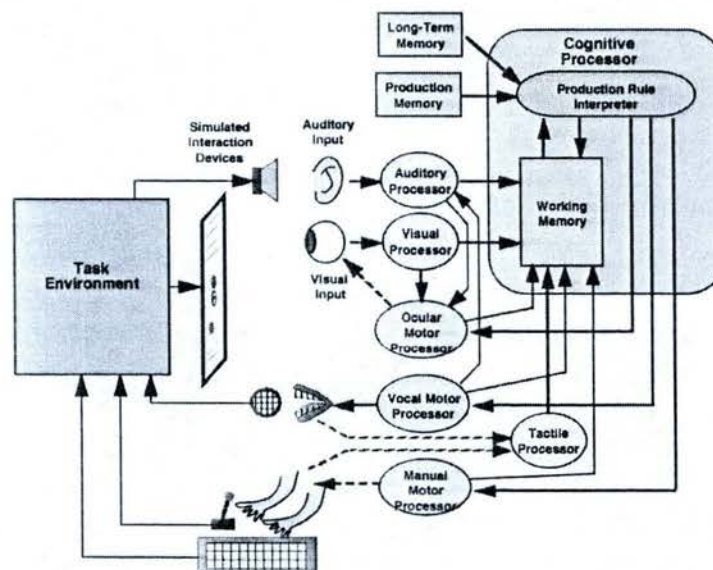 Long-Term
Memory
Cognitive
Processor
Production
Memory
Production Rule
Interpreter
Simulated
Interaction
Devices
Auditory
Input
Auditory
Processor
Working
Memory
Visual
Processor
Task
Environment
Visual
Input
Ocular
Motor
Processor
Vocal Motor
Processor
Tactile
Processor
Manual
Motor
Processor